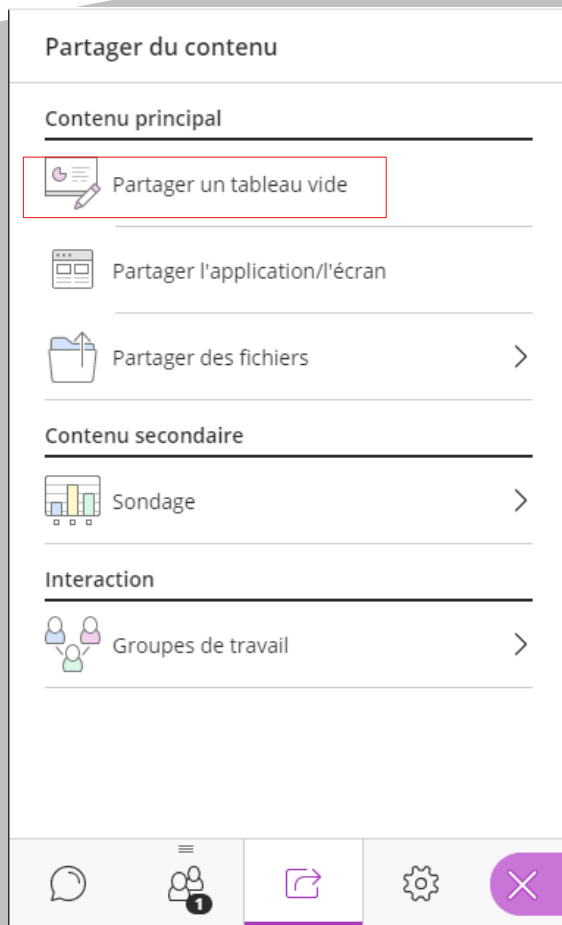 Partager du contenu
Contenu principal
Partager un tableau vide
Partager l'application/l'écran
Partager des fichiers
Contenu secondaire
Sondage
Interaction
Groupes de travail
1